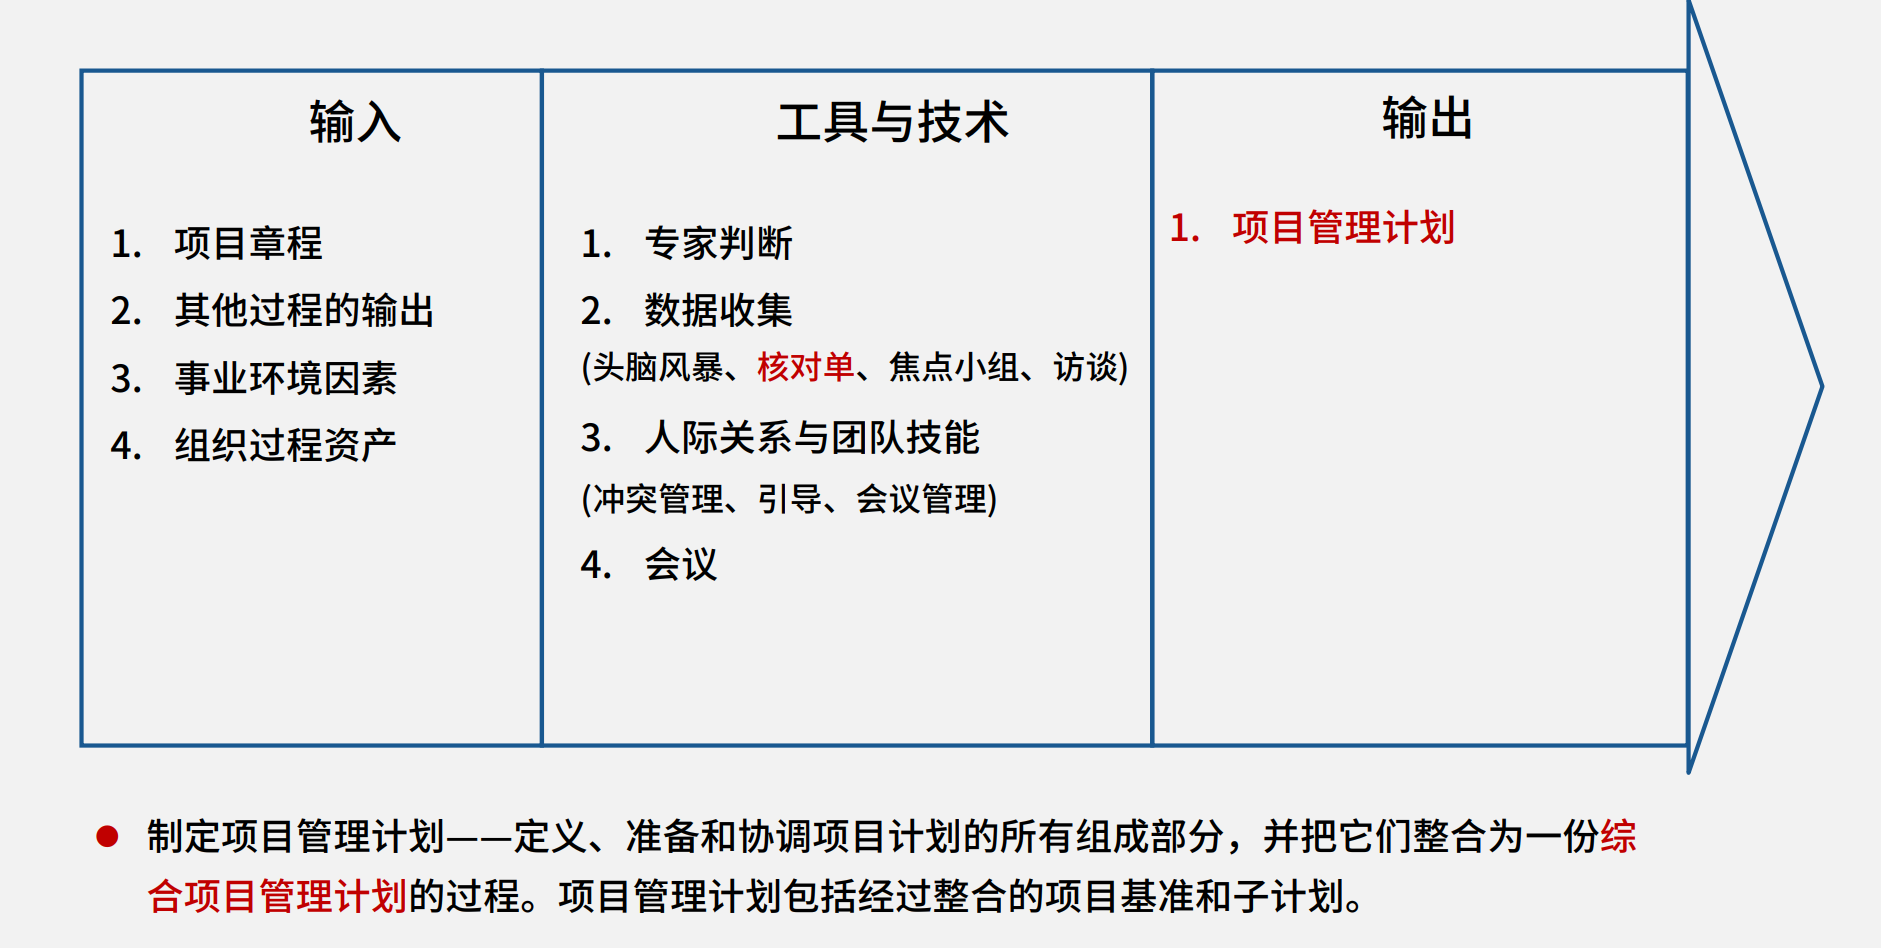 输入
1. 项目章程
2. 其他过程的输出
3. 事业环境因素
4. 组织过程资产
工具与技术
1. 专家判断
2. 数据收集
(头脑风暴、核对单、焦点小组、访谈)
3. 人际关系与团队技能
(冲突管理、引导、会议管理)
4. 会议
输出
1. 项目管理计划
● 制定项目管理计划——定义、准备和协调项目计划的所有组成部分，并把它们整合为一份综
合项目管理计划的过程。项目管理计划包括经过整合的项目基准和子计划。